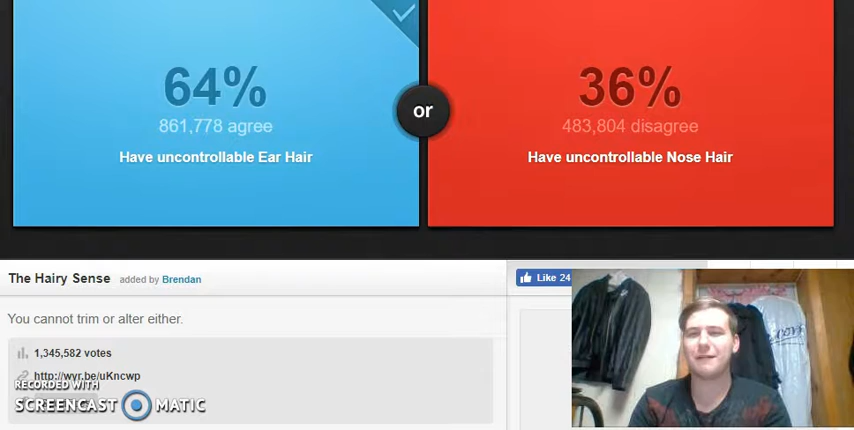 64%
861,778 agree
Have uncontrollable Ear Hair
or
36%
483,804 disagree
Have uncontrollable Nose Hair
The Hairy Sense added by Brendan
Like 24
You cannot trim or alter either.
1,345,582 votes
http://wyr.be/uKncwp
RECORDED WITH
SCREENCAST MATIC